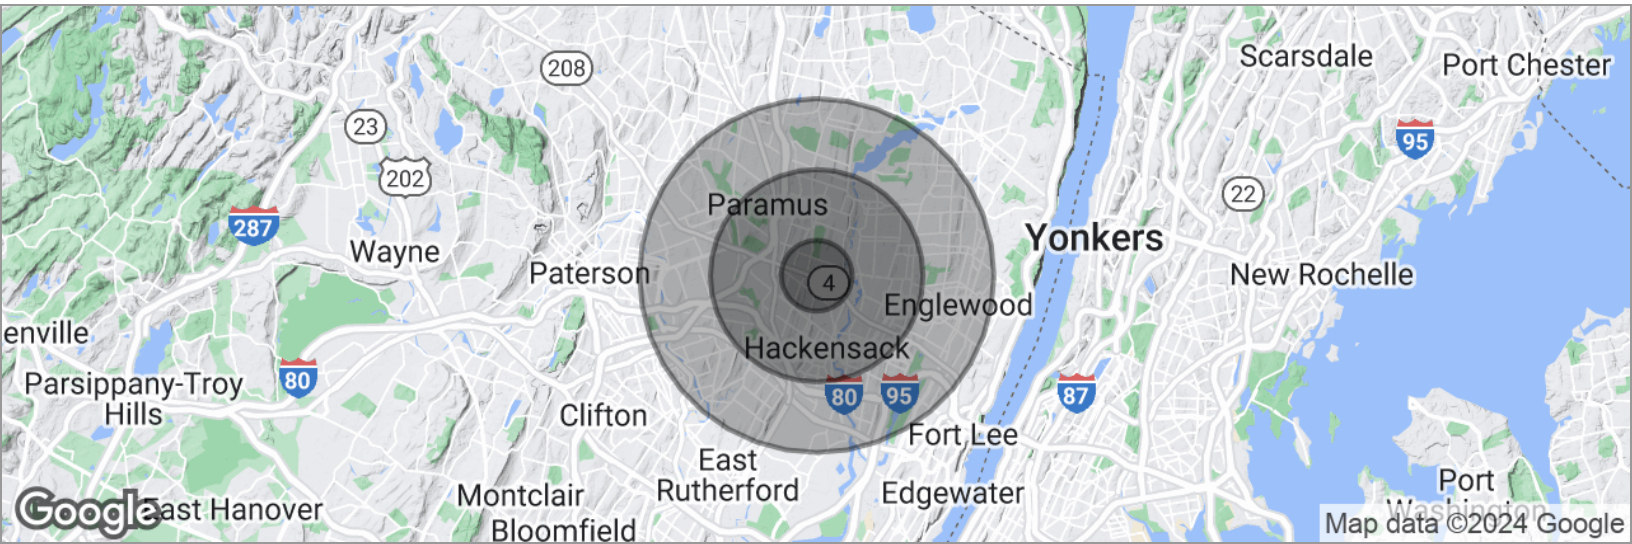 Scarsdale
Port Chester
208
95
23
202
22
Paramus
287
Yonkers
Wayne
Paterson
4
New Rochelle
Englewood
enville
Hackensack
80
Parsippany-Troy
Hills
80
95
87
Clifton
Fort Lee
East
Rutherford
Montclair
Edgewater
Port
Washington
Google
East Hanover
Bloomfield
Map data ©2024 Google